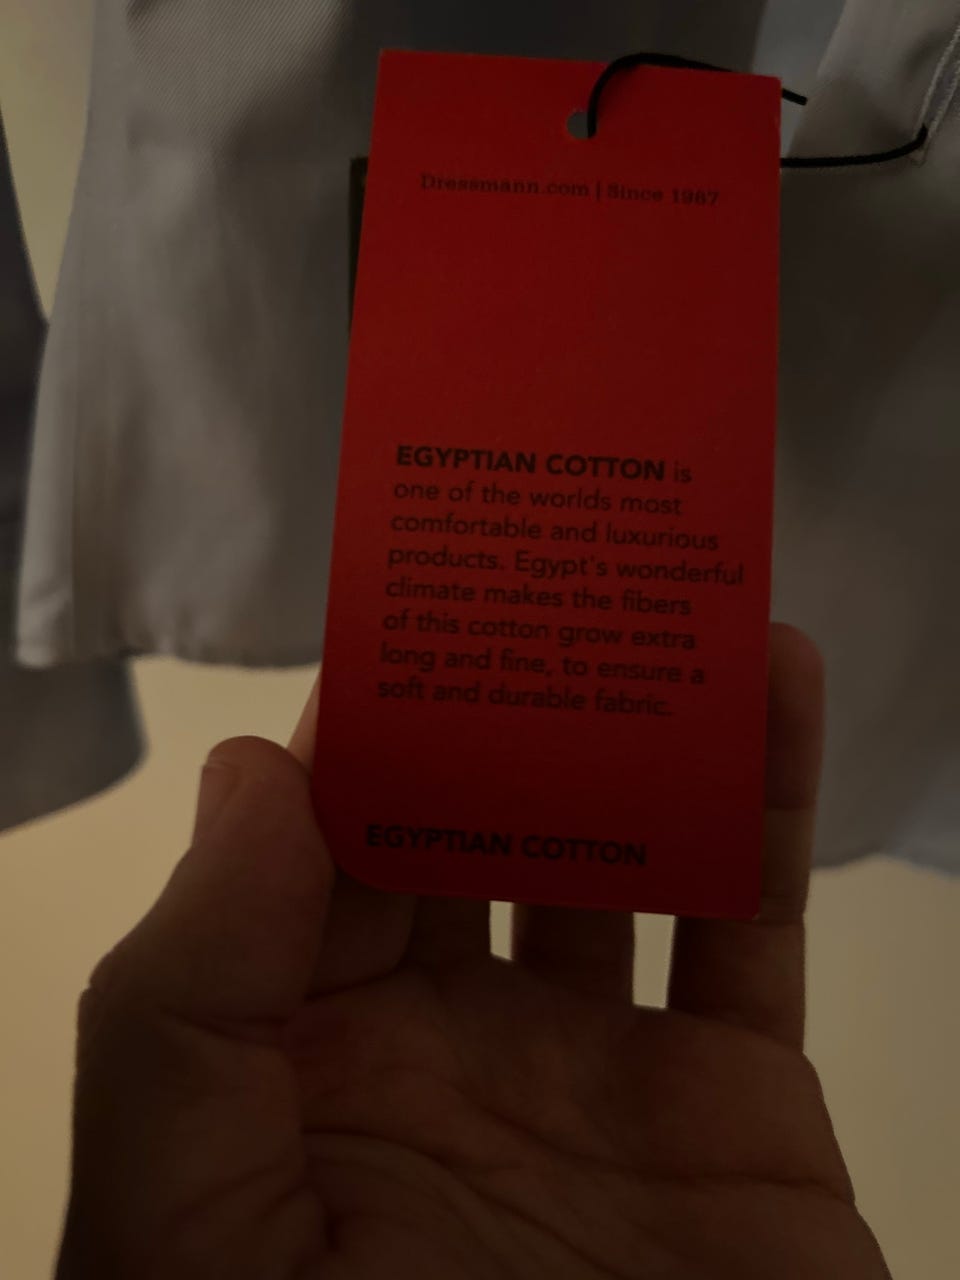 Dressmann.com | Since 1967
EGYPTIAN COTTON is
one of the worlds most
comfortable and luxurious
products. Egypt's wonderful
climate makes the fibers
of this cotton grow extra
long and fine, to ensure a
soft and durable fabric.
EGYPTIAN COTTON